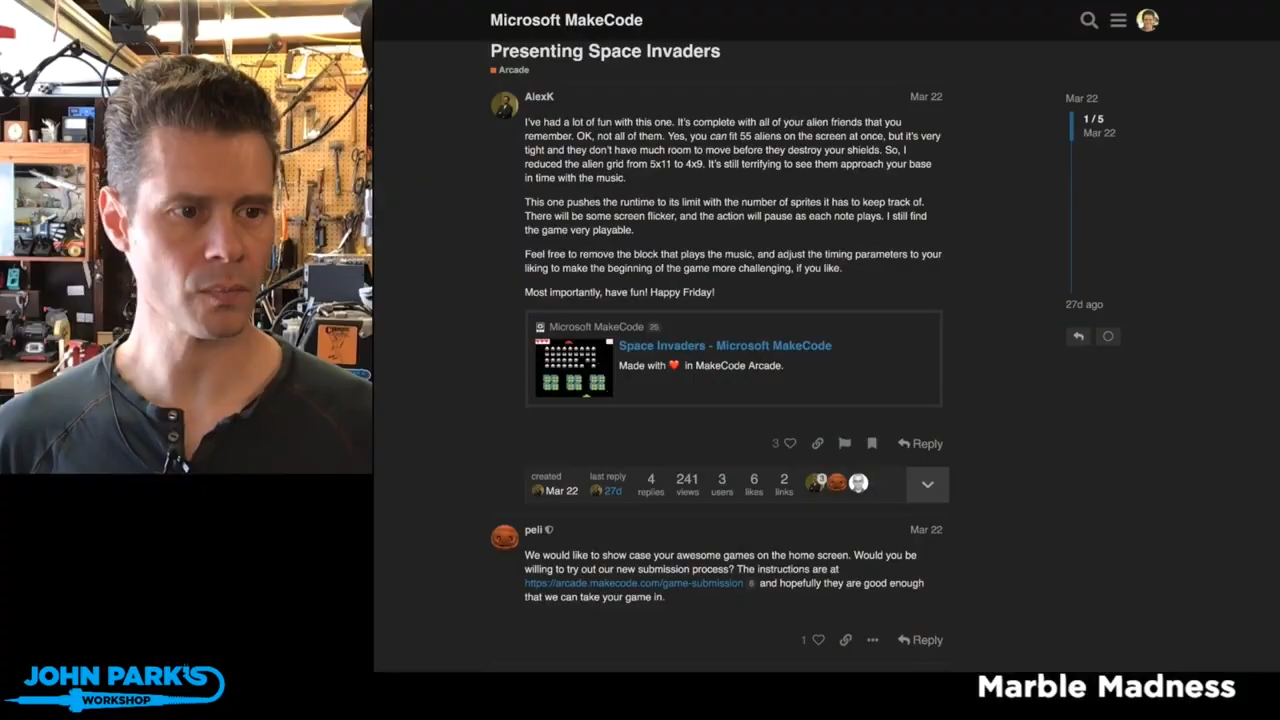 Microsoft MakeCode
Presenting Space Invaders
Arcade
AlexK
Mar 22
I've had a lot of fun with this one. It's complete with all of your alien friends that you
remember. OK, not all of them. Yes, you can fit 55 aliens on the screen at once, but it's very
tight and they don't have much room to move before they destroy your shields. So, I
reduced the alien grid from 5x11 to 4x9. It's still terrifying to see them approach your base
in time with the music.
This one pushes the runtime to its limit with the number of sprites it has to keep track of.
There will be some screen flicker, and the action will pause as each note plays. I still find
the game very playable.
Feel free to remove the block that plays the music, and adjust the timing parameters to your
liking to make the beginning of the game more challenging, if you like.
Most importantly, have fun! Happy Friday!
Microsoft MakeCode 25
Space Invaders - Microsoft MakeCode
Made with ❤ in MakeCode Arcade.
3
Reply
created
Mar 22
last reply
27d
4
replies
241
views
3
users
6
likes
2
links
3
peli
Mar 22
We would like to show case your awesome games on the home screen. Would you be
willing to try out our new submission process? The instructions are at
https://arcade.makecode.com/game-submission 6 and hopefully they are good enough
that we can take your game in.
1
Reply
Mar 22
1 / 5
Mar 22
27d ago
JOHN PARK'S
WORKSHOP
Marble Madness